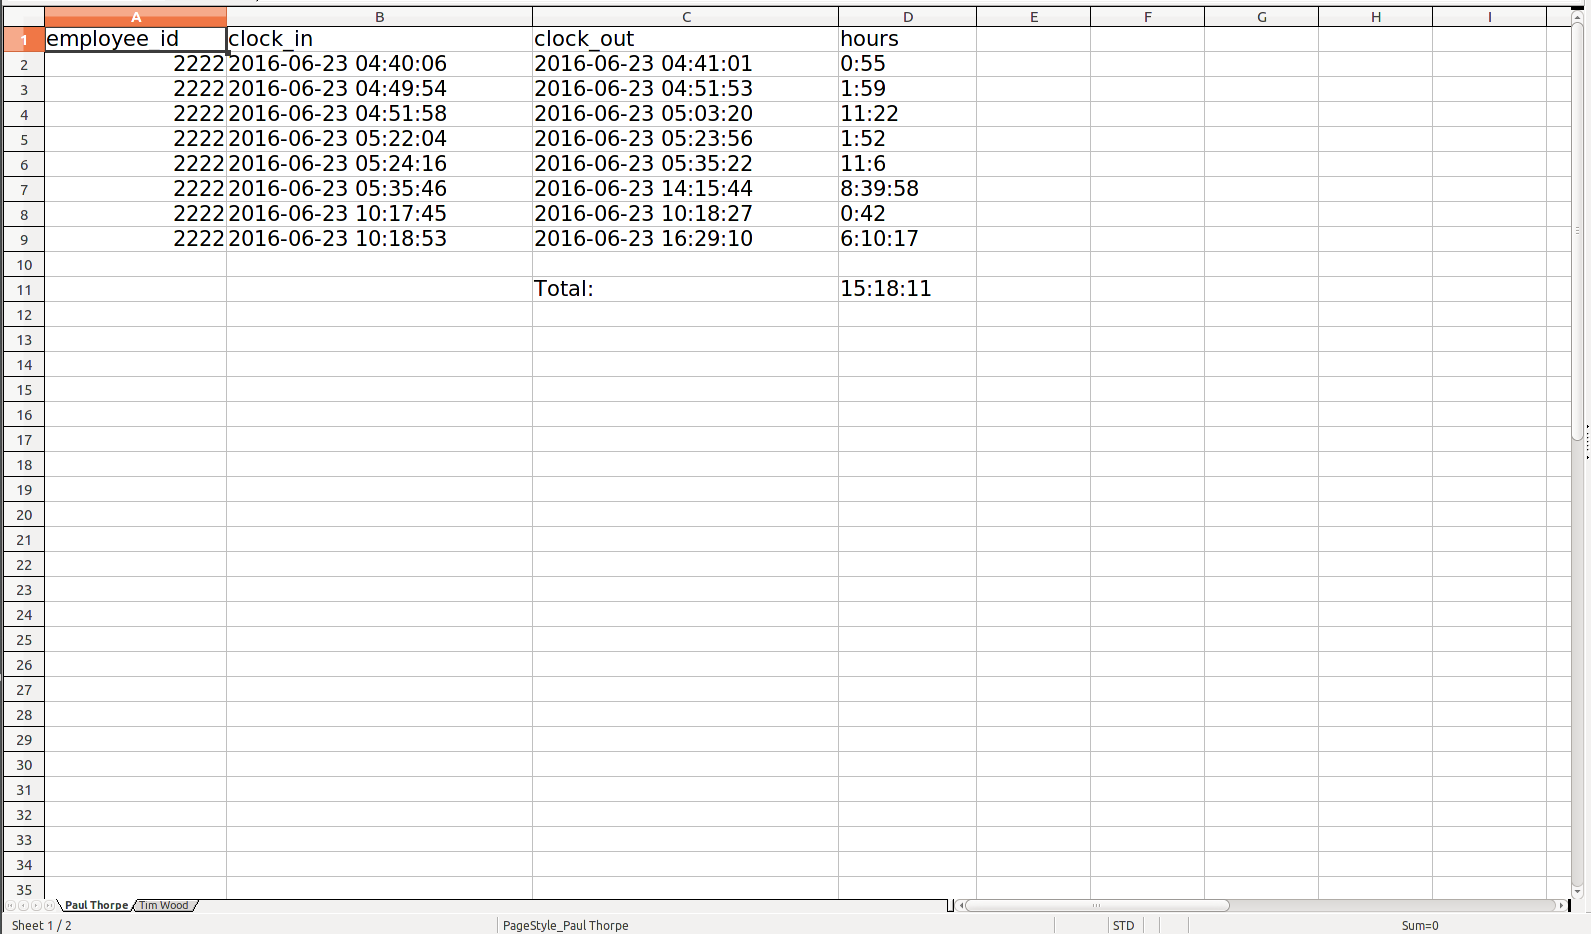 A B C D E F G H I
1 employee_id clock_in clock_out hours
2 2222 2016-06-23 04:40:06 2016-06-23 04:41:01 0:55
3 2222 2016-06-23 04:49:54 2016-06-23 04:51:53 1:59
4 2222 2016-06-23 04:51:58 2016-06-23 05:03:20 11:22
5 2222 2016-06-23 05:22:04 2016-06-23 05:23:56 1:52
6 2222 2016-06-23 05:24:16 2016-06-23 05:35:22 11:6
7 2222 2016-06-23 05:35:46 2016-06-23 14:15:44 8:39:58
8 2222 2016-06-23 10:17:45 2016-06-23 10:18:27 0:42
9 2222 2016-06-23 10:18:53 2016-06-23 16:29:10 6:10:17
10
11 Total: 15:18:11
12
13
14
15
16
17
18
19
20
21
22
23
24
25
26
27
28
29
30
31
32
33
34
35
Paul Thorpe Tim Wood
Sheet 1 / 2 PageStyle_Paul Thorpe STD Sum=0